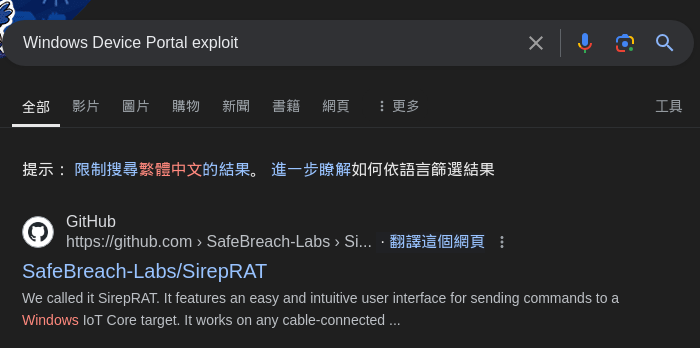 Windows Device Portal exploit
全部 影片 圖片 購物 新聞 書籍 網頁 更多 工具
提示： 限制搜尋繁體中文的結果。 進一步瞭解如何依語言篩選結果
GitHub
https://github.com › SafeBreach-Labs › Si... · 翻譯這個網頁
SafeBreach-Labs/SirepRAT
We called it SirepRAT. It features an easy and intuitive user interface for sending commands to a
Windows IoT Core target. It works on any cable-connected ...